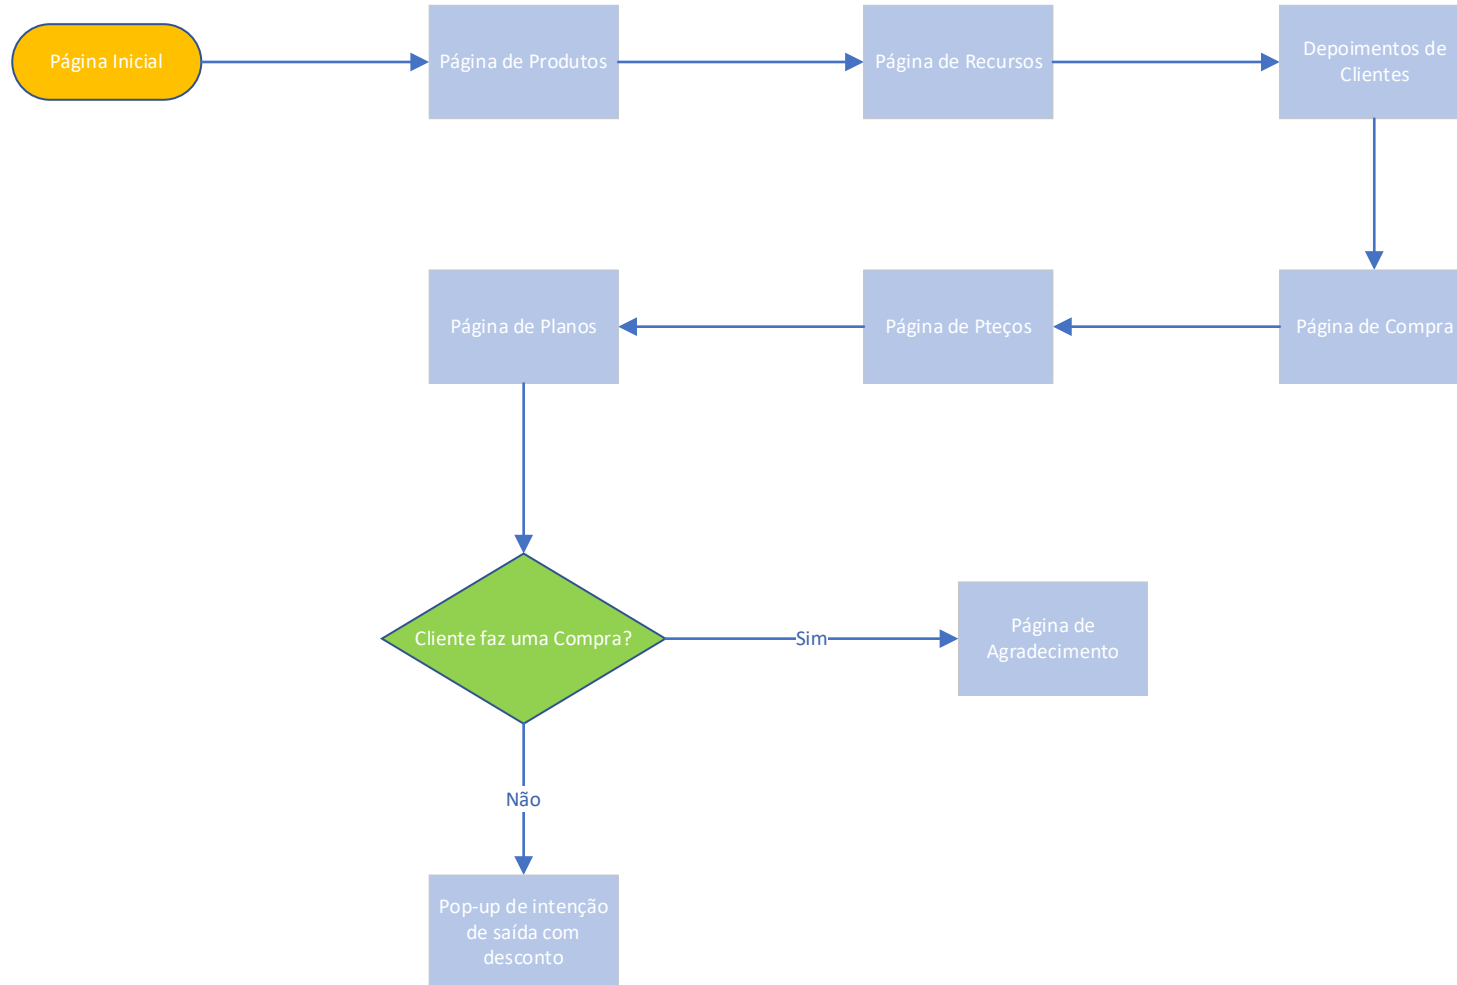 Página Inicial
Página de Produtos
Página de Recursos
Depoimentos de
Clientes
Página de Planos
Página de Pteços
Página de Compra
Cliente faz uma Compra?
Sim
Página de
Agradecimento
Não
Pop-up de intenção
de saída com
desconto